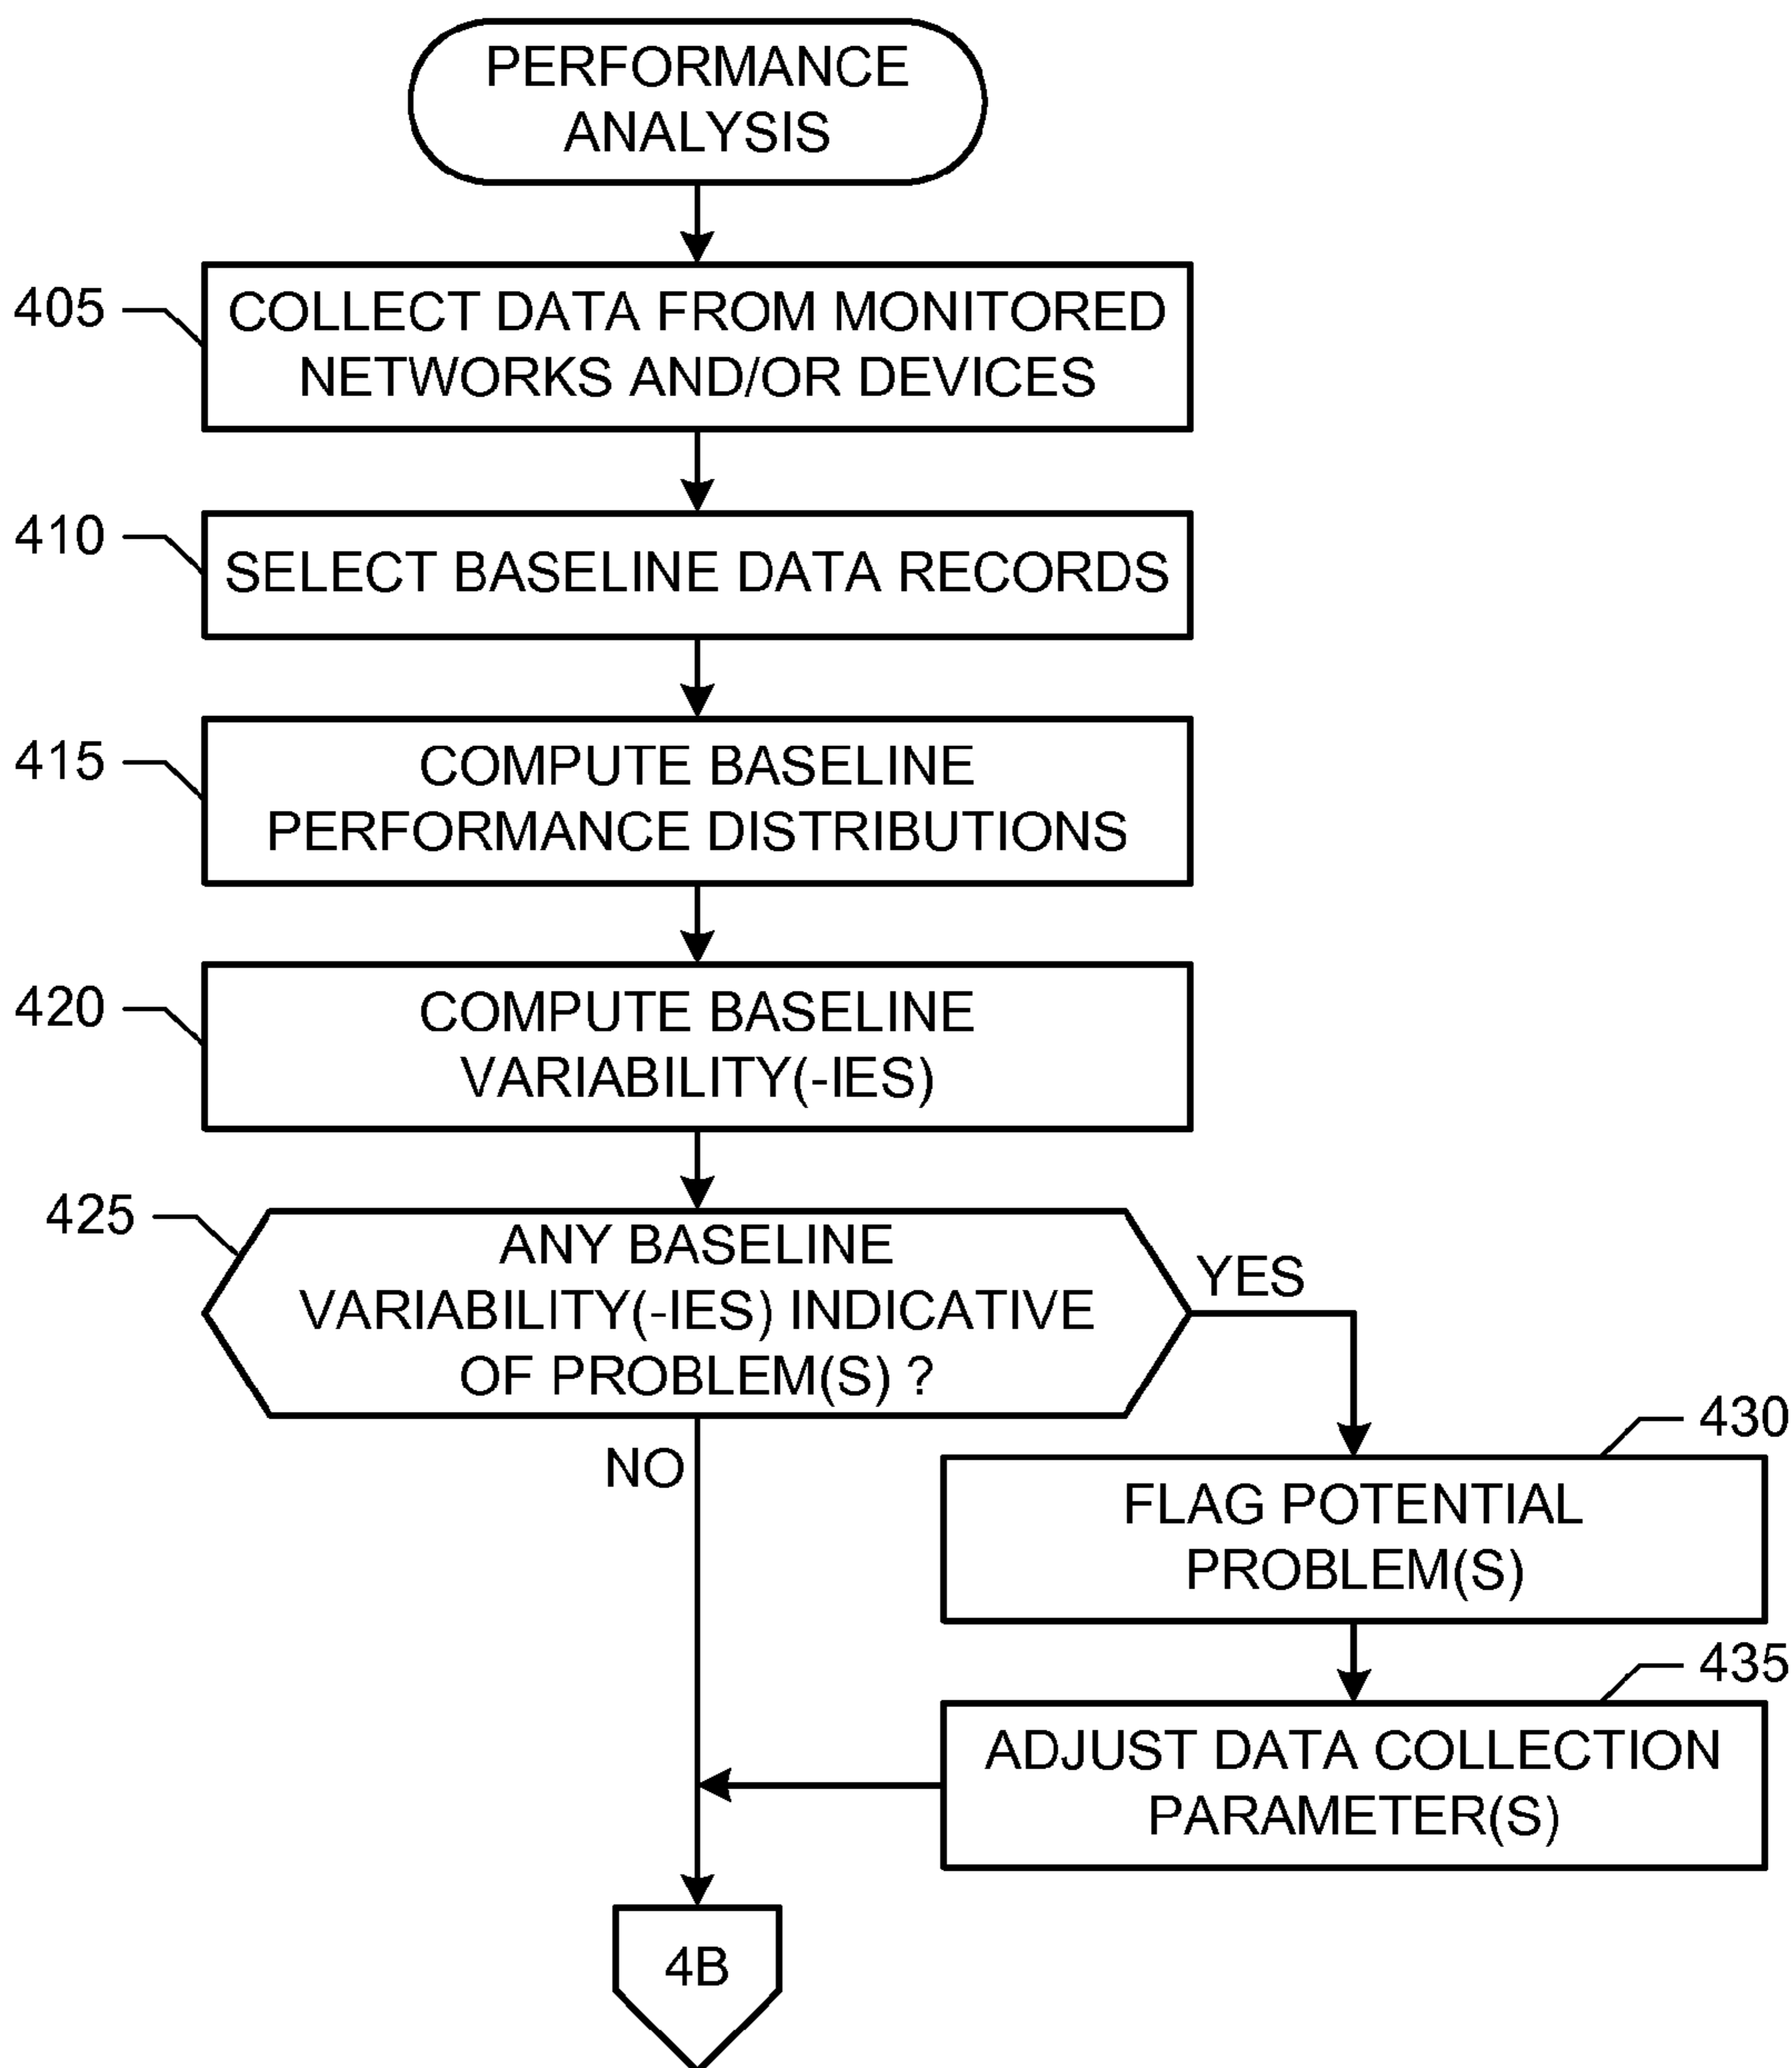 PERFORMANCE
ANALYSIS
405
COLLECT DATA FROM MONITORED
NETWORKS AND/OR DEVICES
410
SELECT BASELINE DATA RECORDS
415
COMPUTE BASELINE
PERFORMANCE DISTRIBUTIONS
420
COMPUTE BASELINE
VARIABILITY(-IES)
425
ANY BASELINE
VARIABILITY(-IES) INDICATIVE
OF PROBLEM(S) ?
YES
NO
430
FLAG POTENTIAL
PROBLEM(S)
435
ADJUST DATA COLLECTION
PARAMETER(S)
4B